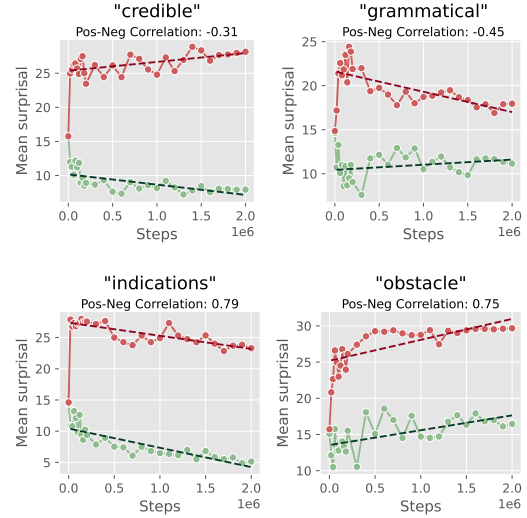 "credible"
Pos-Neg Correlation: -0.31
Mean surprisal
25
20
15
10
0.0 0.5 1.0 1.5 2.0
Steps
1e6
"grammatical"
Pos-Neg Correlation: -0.45
Mean surprisal
25
20
15
10
0.0 0.5 1.0 1.5 2.0
Steps
1e6
"indications"
Pos-Neg Correlation: 0.79
Mean surprisal
25
20
15
10
5
0.0 0.5 1.0 1.5 2.0
Steps
1e6
"obstacle"
Pos-Neg Correlation: 0.75
Mean surprisal
30
25
20
15
10
0.0 0.5 1.0 1.5 2.0
Steps
1e6